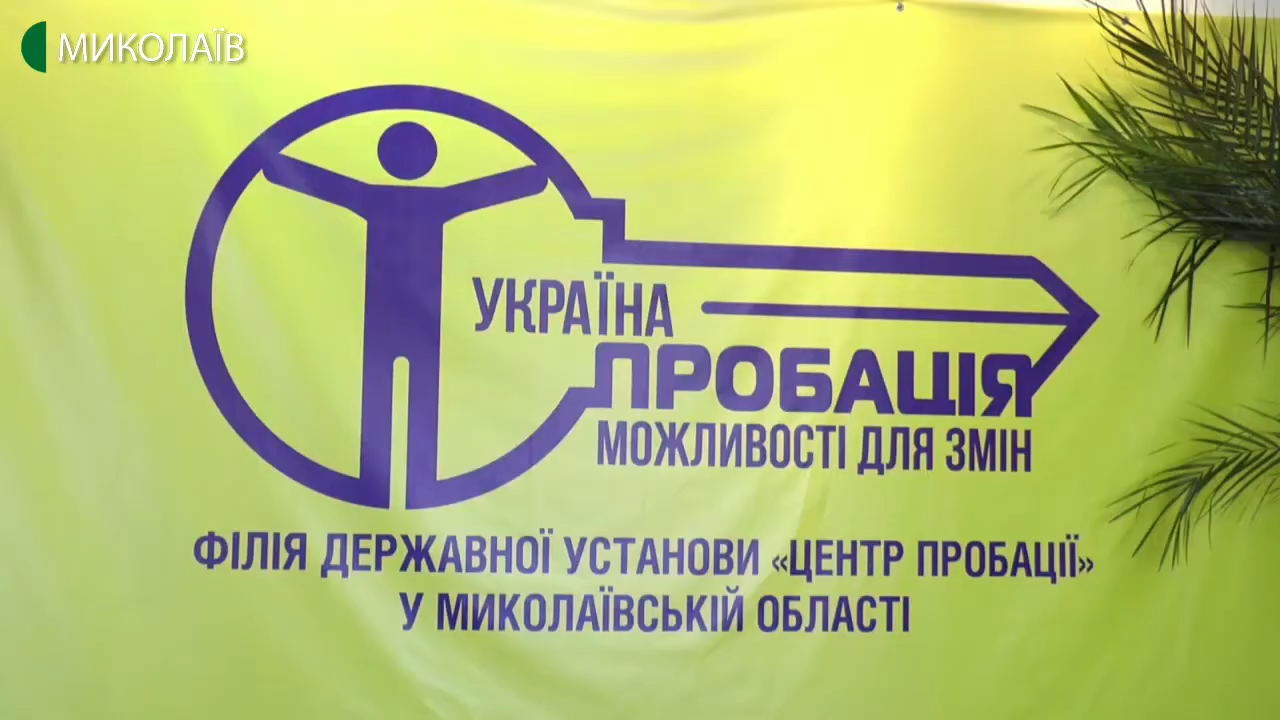 МИКОЛАЇВ
УКРАЇНА
ПРОБАЦІЯ
МОЖЛИВОСТІ ДЛЯ ЗМІН
ФІЛІЯ ДЕРЖАВНОЇ УСТАНОВИ «ЦЕНТР ПРОБАЦІЇ»
У МИКОЛАЇВСЬКІЙ ОБЛАСТІ